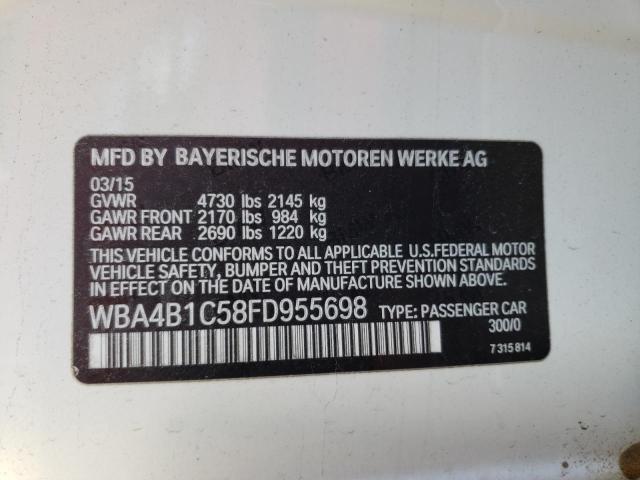 MFD BY BAYERISCHE MOTOREN WERKE AG
03/15
GVWR 4730 lbs 2145 kg
GAWR FRONT 2170 lbs 984 kg
GAWR REAR 2690 lbs 1220 kg
THIS VEHICLE CONFORMS TO ALL APPLICABLE U.S.FEDERAL MOTOR
VEHICLE SAFETY, BUMPER AND THEFT PREVENTION STANDARDS
IN EFFECT ON THE DATE OF MANUFACTURE SHOWN ABOVE.
WBA4B1C58FD955698 TYPE: PASSENGER CAR
300/0
7 315 814